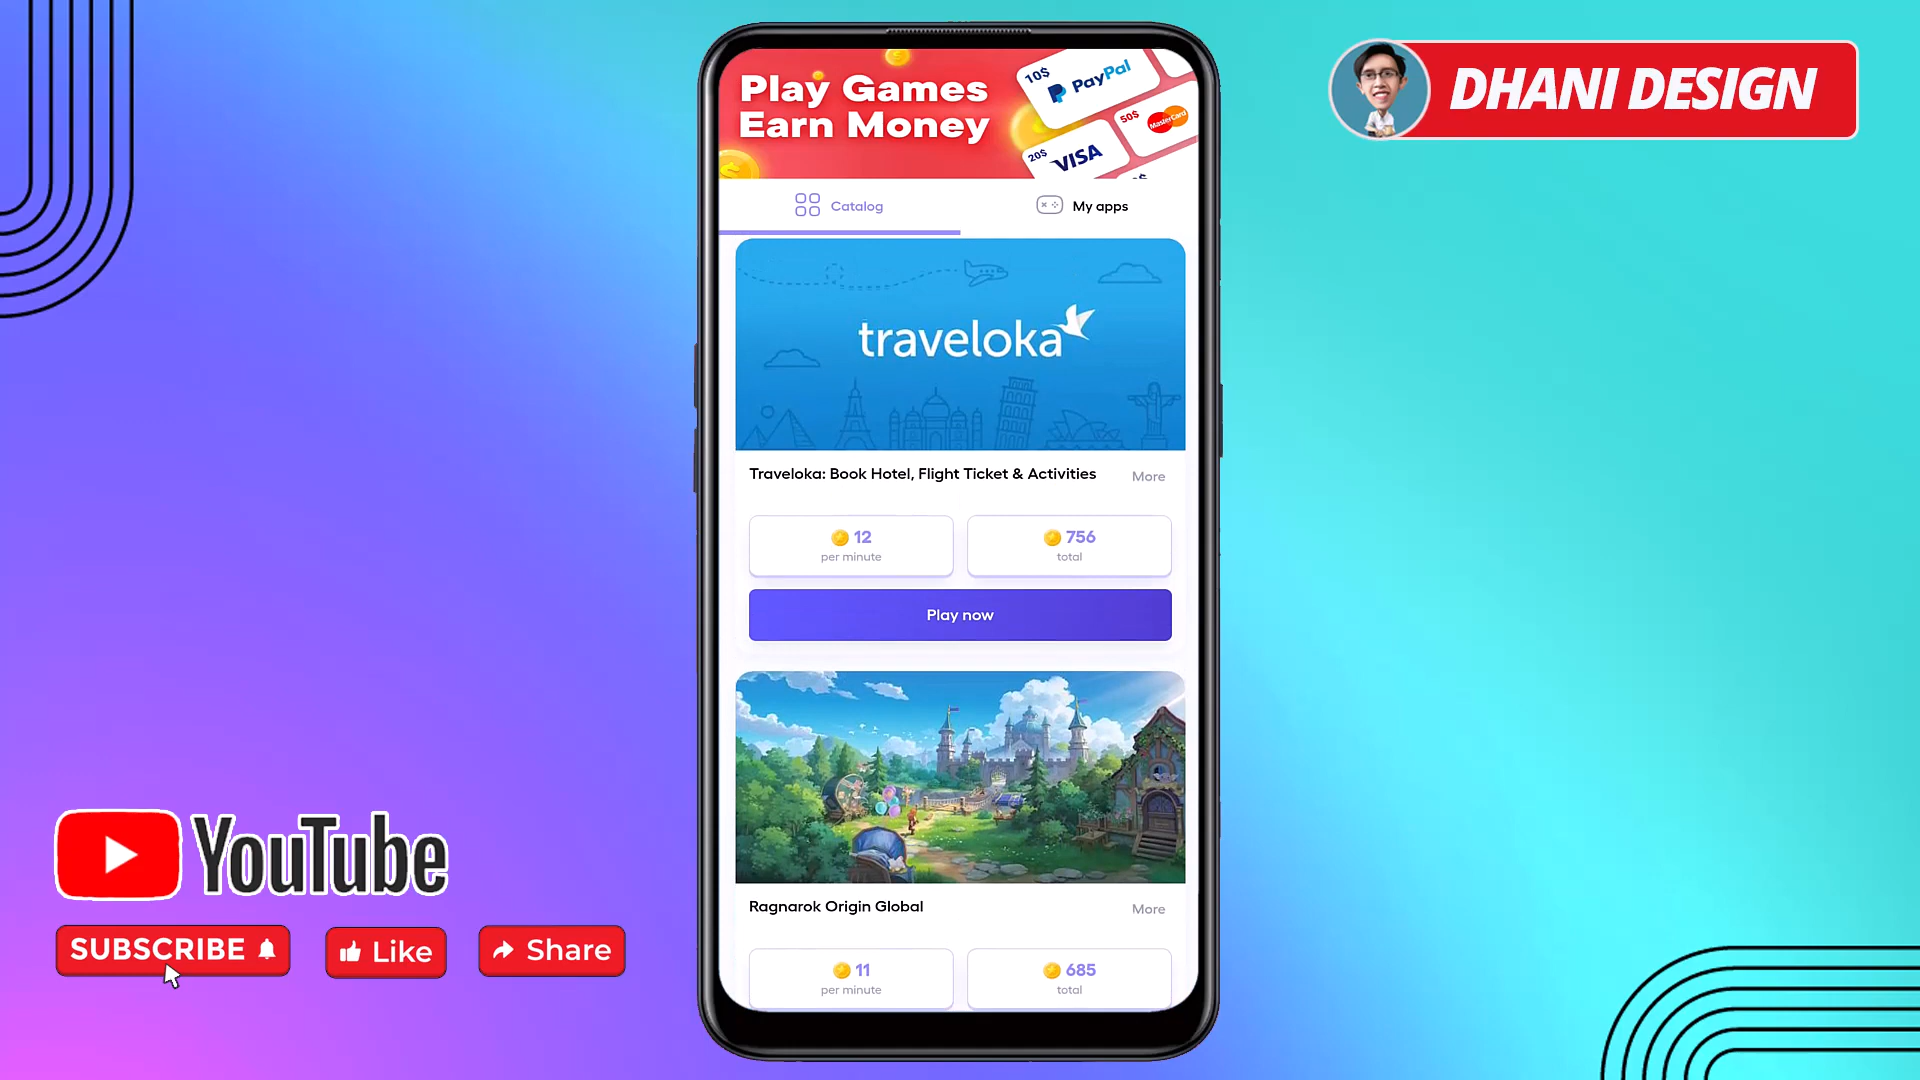 Play Games
Earn Money
10$ PayPal
50$ MasterCard
20$ VISA
DHANI DESIGN
Catalog
My apps
traveloka
Traveloka: Book Hotel, Flight Ticket & Activities
More
12
per minute
756
total
Play now
Ragnarok Origin Global
More
11
per minute
685
total
YouTube
SUBSCRIBE
Like
Share